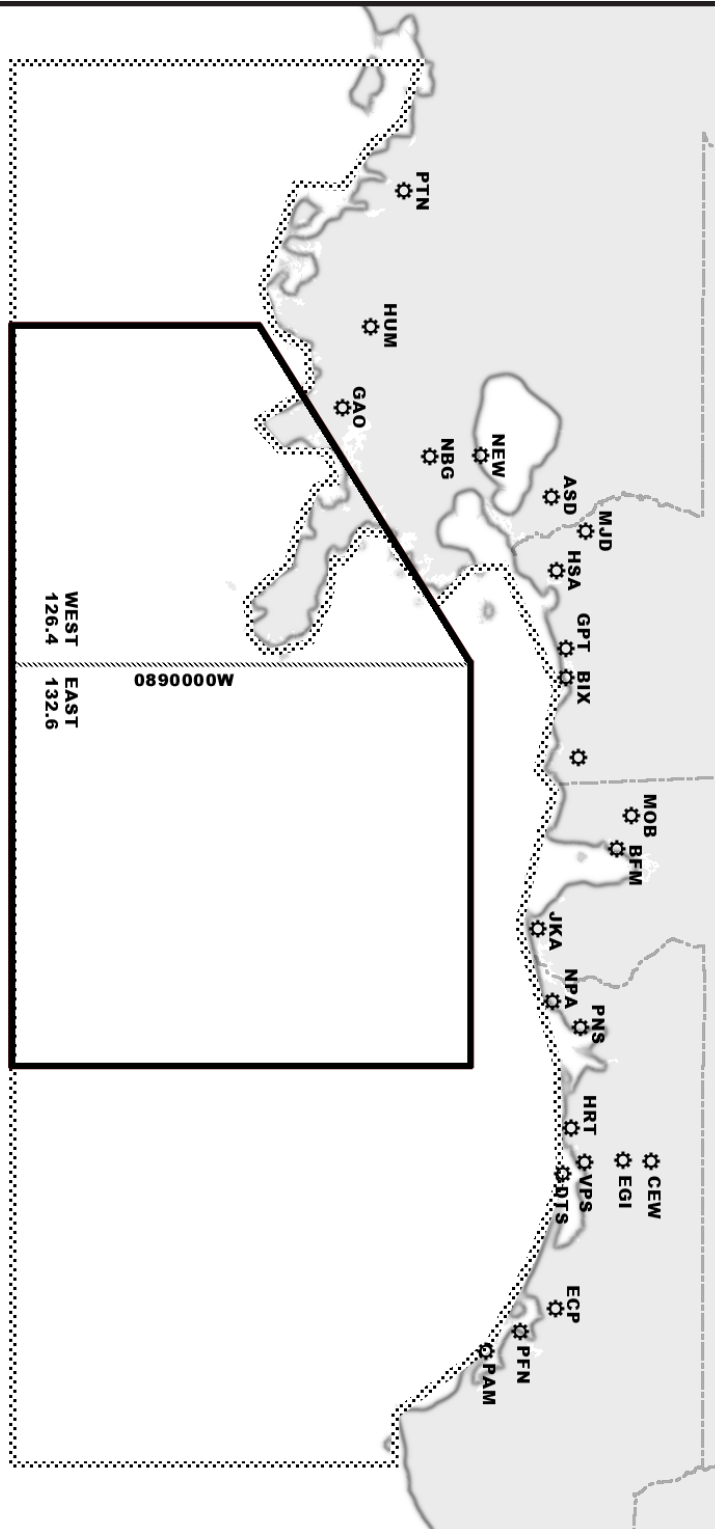 PTN
HUM
GAO
NBG
NEW
ASD
MJD
HSA
GPT
BIX
MOB
BFM
JKA
NPA
PNS
HRT
VPS
DTS
EGI
CEW
ECP
PFN
PAM
WEST
126.4
EAST
132.6
0890000W